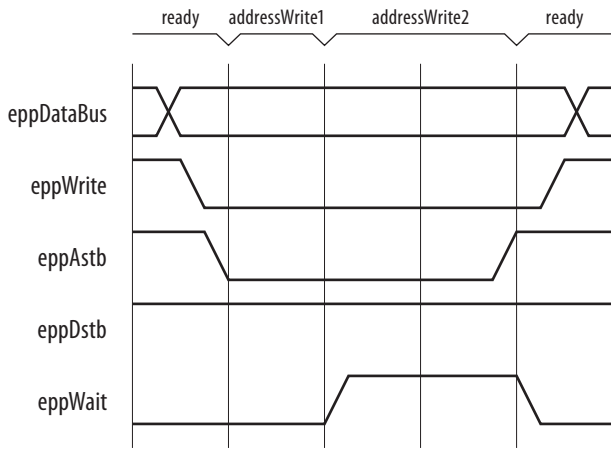 ready addressWrite1 addressWrite2 ready
eppDataBus
eppWrite
eppAstb
eppDstb
eppWait